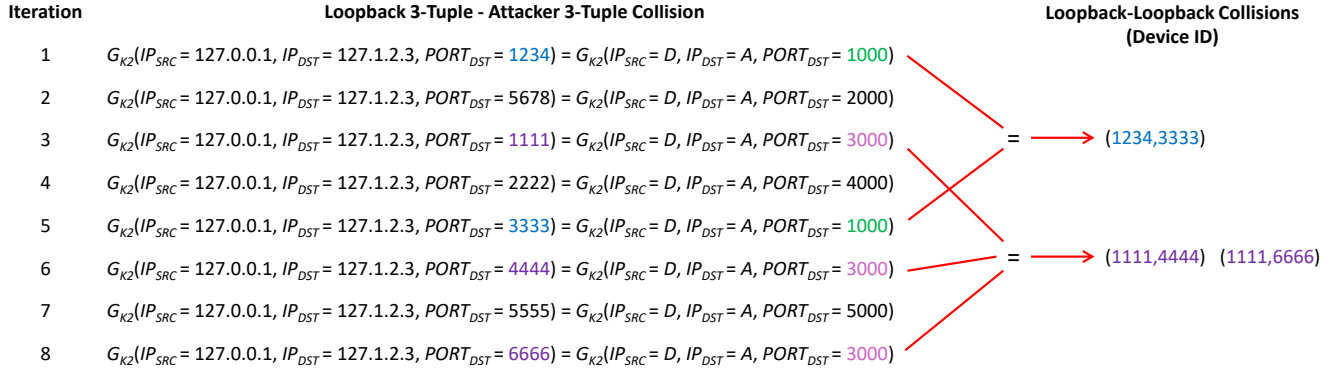 Iteration Loopback 3-Tuple - Attacker 3-Tuple Collision Loopback-Loopback Collisions
(Device ID)
1 G_K2(IP_SRC = 127.0.0.1, IP_DST = 127.1.2.3, PORT_DST = 1234) = G_K2(IP_SRC = D, IP_DST = A, PORT_DST = 1000)
2 G_K2(IP_SRC = 127.0.0.1, IP_DST = 127.1.2.3, PORT_DST = 5678) = G_K2(IP_SRC = D, IP_DST = A, PORT_DST = 2000)
3 G_K2(IP_SRC = 127.0.0.1, IP_DST = 127.1.2.3, PORT_DST = 1111) = G_K2(IP_SRC = D, IP_DST = A, PORT_DST = 3000) = (1234,3333)
4 G_K2(IP_SRC = 127.0.0.1, IP_DST = 127.1.2.3, PORT_DST = 2222) = G_K2(IP_SRC = D, IP_DST = A, PORT_DST = 4000)
5 G_K2(IP_SRC = 127.0.0.1, IP_DST = 127.1.2.3, PORT_DST = 3333) = G_K2(IP_SRC = D, IP_DST = A, PORT_DST = 1000)
6 G_K2(IP_SRC = 127.0.0.1, IP_DST = 127.1.2.3, PORT_DST = 4444) = G_K2(IP_SRC = D, IP_DST = A, PORT_DST = 3000) = (1111,4444) (1111,6666)
7 G_K2(IP_SRC = 127.0.0.1, IP_DST = 127.1.2.3, PORT_DST = 5555) = G_K2(IP_SRC = D, IP_DST = A, PORT_DST = 5000)
8 G_K2(IP_SRC = 127.0.0.1, IP_DST = 127.1.2.3, PORT_DST = 6666) = G_K2(IP_SRC = D, IP_DST = A, PORT_DST = 3000)